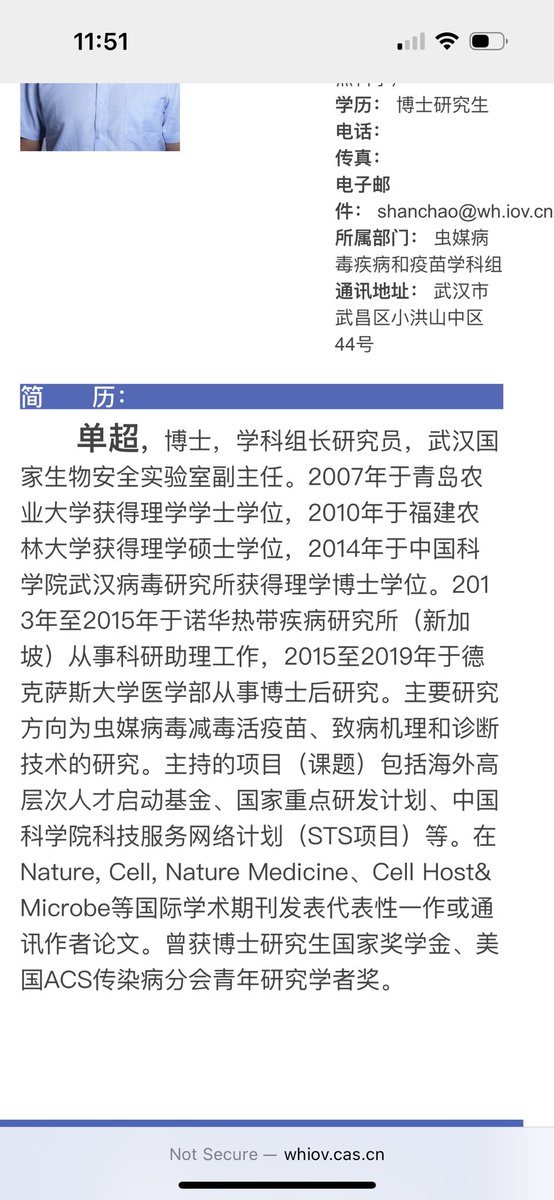 11:51
学历： 博士研究生
电话：
传真：
电子邮
件： shanchao@wh.iov.cn
所属部门： 虫媒病
毒疾病和疫苗学科组
通讯地址： 武汉市
武昌区小洪山中区
44号
简 历：
单超，博士，学科组长研究员，武汉国
家生物安全实验室副主任。2007年于青岛农
业大学获得理学学士学位，2010年于福建农
林大学获得理学硕士学位，2014年于中国科
学院武汉病毒研究所获得理学博士学位。201
3年至2015年于诺华热带疾病研究所（新加
坡）从事科研助理工作，2015至2019年于德
克萨斯大学医学部从事博士后研究。主要研究
方向为虫媒病毒减毒活疫苗、致病机理和诊断
技术的研究。主持的项目（课题）包括海外高
层次人才启动基金、国家重点研发计划、中国
科学院科技服务网络计划（STS项目）等。在
Nature, Cell, Nature Medicine、Cell Host&
Microbe等国际学术期刊发表代表性一作或通
讯作者论文。曾获博士研究生国家奖学金、美
国ACS传染病分会青年研究学者奖。
Not Secure — whiov.cas.cn